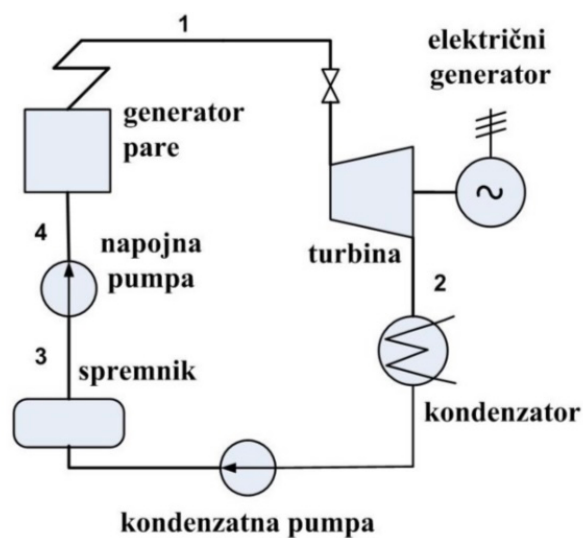 1
električni
generator
generator
pare
4
napojna
pumpa
turbina
2
3
spremnik
kondenzator
kondenzatna pumpa
~